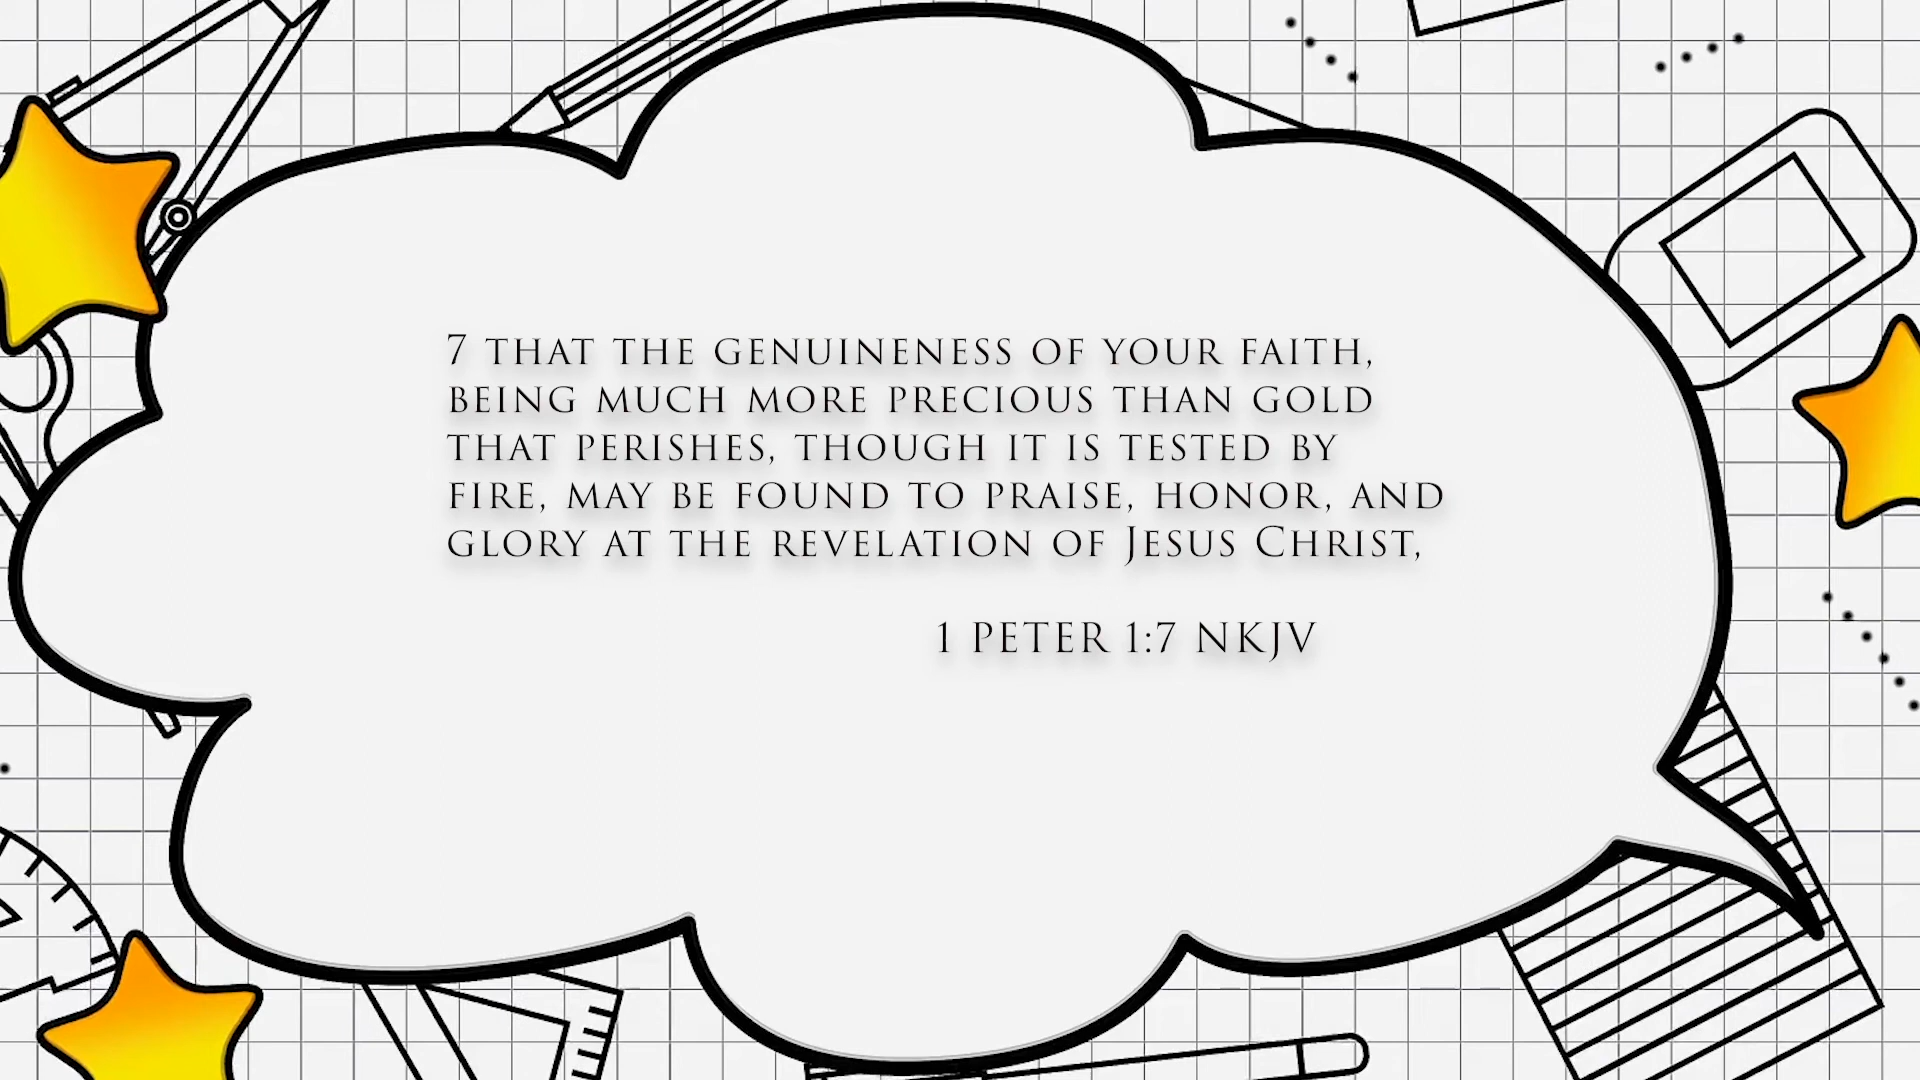 7 that the genuineness of your faith,
being much more precious than gold
that perishes, though it is tested by
fire, may be found to praise, honor, and
glory at the revelation of Jesus Christ,
1 PETER 1:7 NKJV